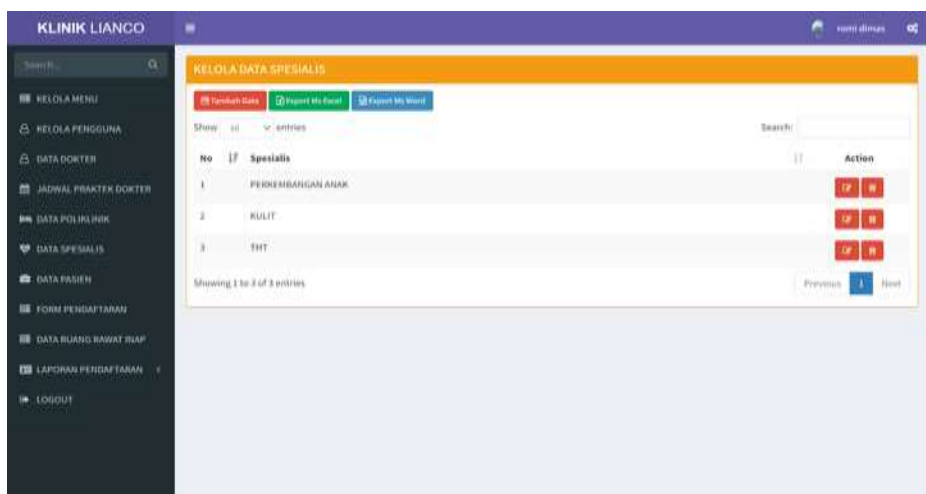 KLINIK LIANCO
romi dimas
Search...
KELOLA MENU
KELOLA PENGGUNA
DATA DOKTER
JADWAL PRAKTEK DOKTER
DATA POLIKLINIK
DATA SPESIALIS
DATA PASIEN
FORM PENDAFTARAN
DATA RUANG RAWAT INAP
LAPORAN PENDAFTARAN
LOGOUT
KELOLA DATA SPESIALIS
Tambah Data Export Ms Excel Export Ms Word
Show 10 entries Search:
No Spesialis Action
1 PERKEMBANGAN ANAK
2 KULIT
3 THT
Showing 1 to 3 of 3 entries Previous 1 Next